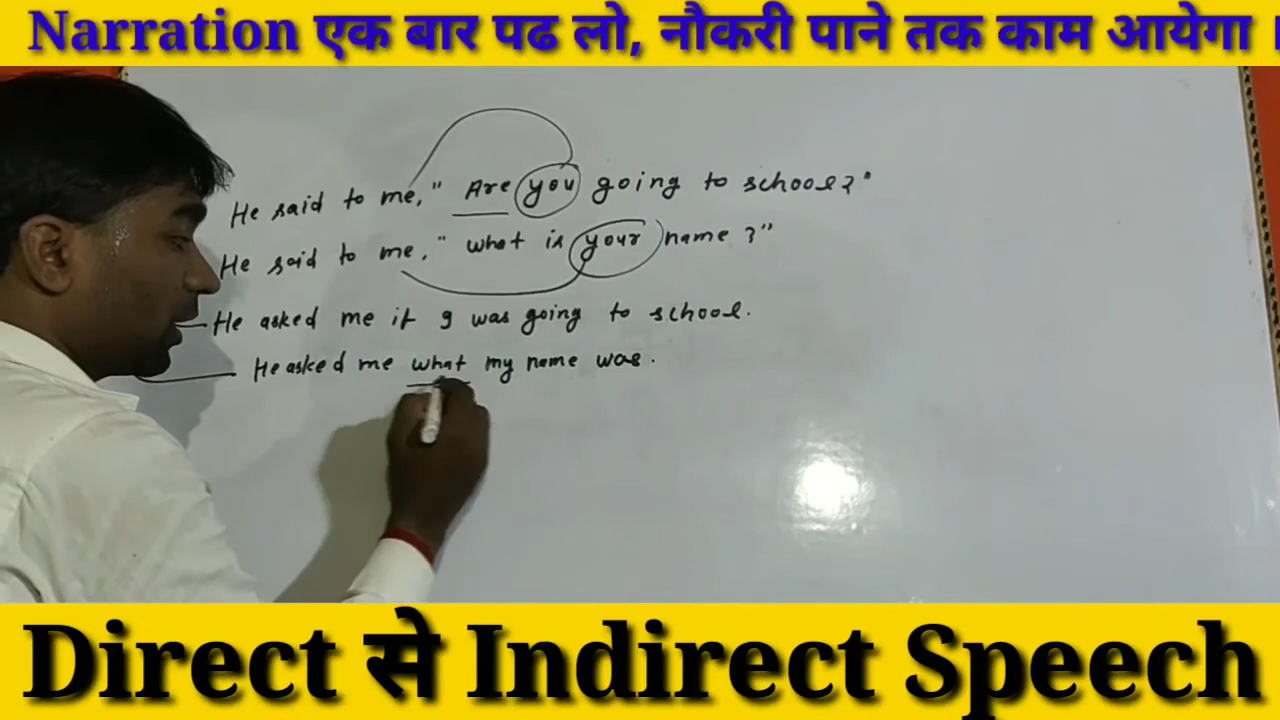 Narration एक बार पढ लो, नौकरी पाने तक काम आयेगा ।
He said to me, " Are you going to school ? "
He said to me, " what is your name ? "
He asked me if I was going to school.
He asked me what my name was.
Direct से Indirect Speech